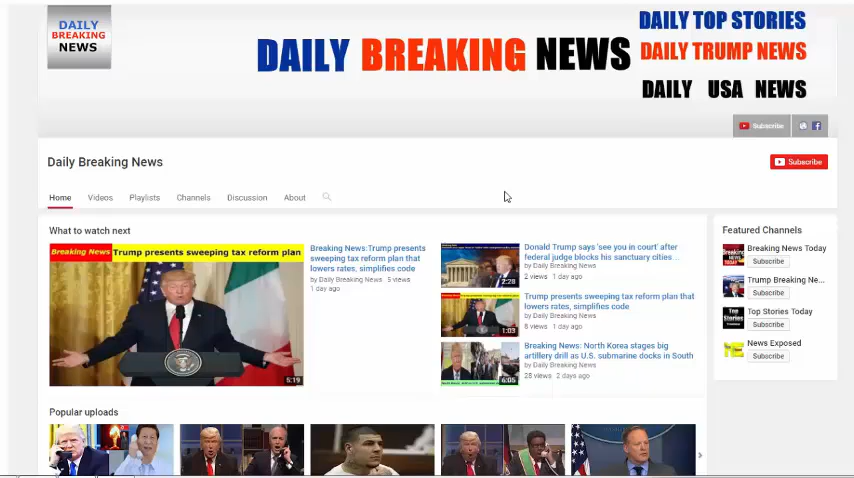 DAILY
BREAKING
NEWS
DAILY BREAKING NEWS
DAILY TOP STORIES
DAILY TRUMP NEWS
DAILY USA NEWS
Subscribe
Daily Breaking News
Subscribe
Home Videos Playlists Channels Discussion About
What to watch next
Breaking News Trump presents sweeping tax reform plan
5:19
Breaking News:Trump presents
sweeping tax reform plan that
lowers rates, simplifies code
by Daily Breaking News 5 views
1 day ago
2:28
Donald Trump says 'see you in court' after
federal judge blocks his sanctuary cities...
by Daily Breaking News
2 views 1 day ago
1:03
Trump presents sweeping tax reform plan that
lowers rates, simplifies code
by Daily Breaking News
6 views 1 day ago
6:05
Breaking News: North Korea stages big
artillery drill as U.S. submarine docks in South
by Daily Breaking News
28 views 2 days ago
Featured Channels
Breaking News Today
Subscribe
Trump Breaking Ne...
Subscribe
Top Stories Today
Subscribe
News Exposed
Subscribe
Popular uploads